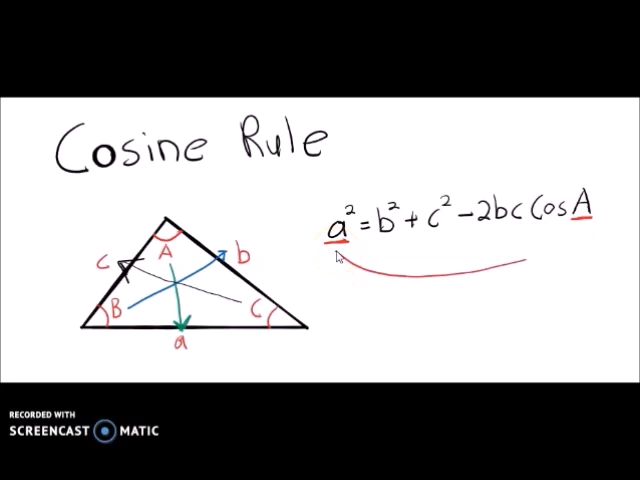 Cosine Rule
a² = b² + c² - 2bc Cos A
A
c
b
B
C
a
RECORDED WITH
SCREENCAST MATIC